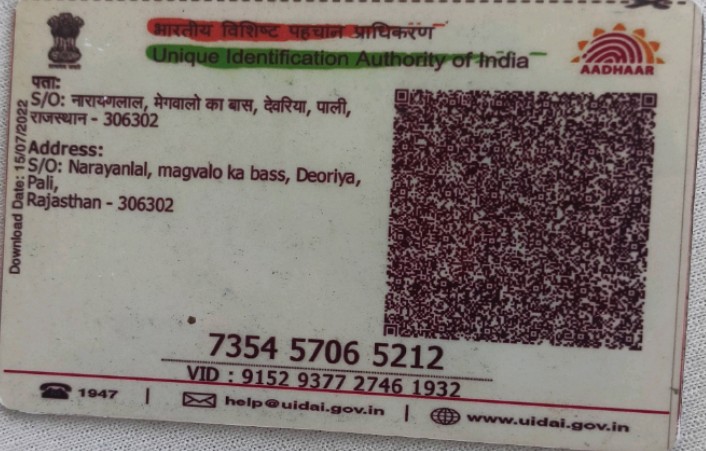 भारतीय विशिष्ट पहचान प्राधिकरण
Unique Identification Authority of India
AADHAAR
पता:
S/O: नारायणलाल, मेगवालो का बास, देवरिया, पाली,
राजस्थान - 306302
Address:
S/O: Narayanlal, magvalo ka bass, Deoriya,
Pali,
Rajasthan - 306302
Download Date: 15/07/2022
7354 5706 5212
VID : 9152 9377 2746 1932
1947
help@uidai.gov.in
www.uidai.gov.in